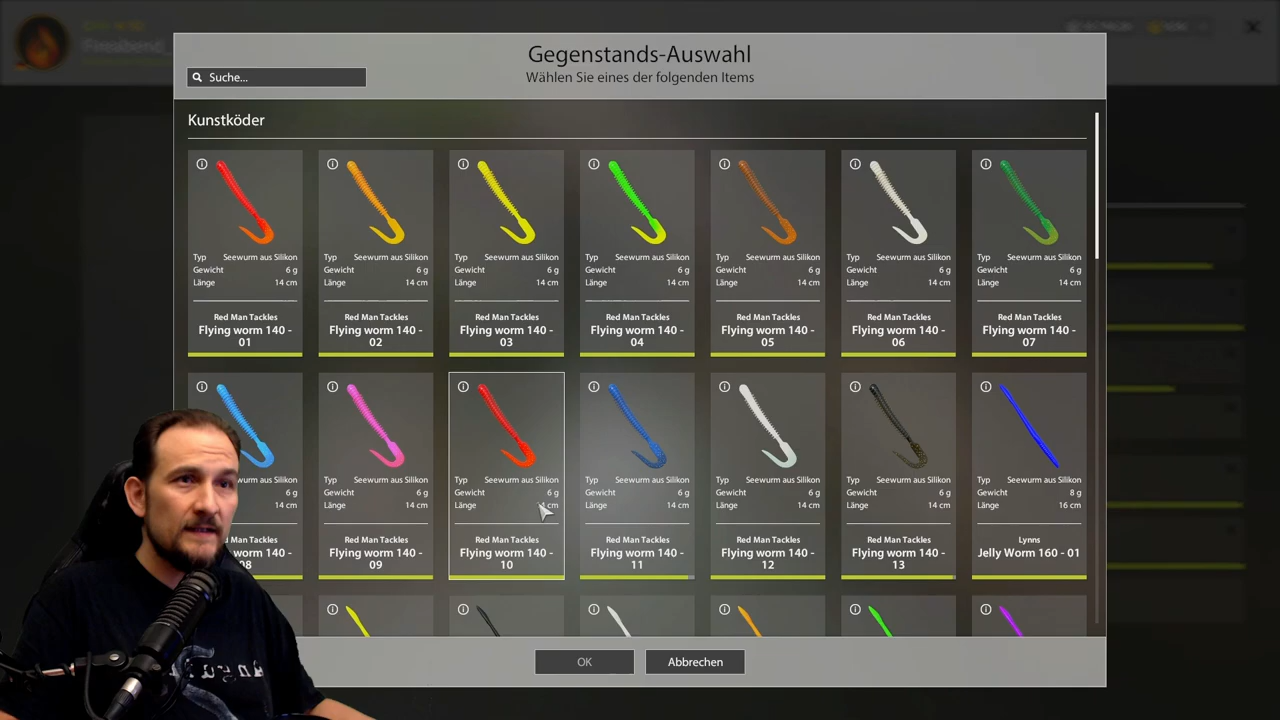 Gegenstands-Auswahl
Wählen Sie eines der folgenden Items
Suche...
Kunstköder
Typ Seewurm aus Silikon
Gewicht 6 g
Länge 14 cm
Red Man Tackles
Flying worm 140 -
01
Typ Seewurm aus Silikon
Gewicht 6 g
Länge 14 cm
Red Man Tackles
Flying worm 140 -
02
Typ Seewurm aus Silikon
Gewicht 6 g
Länge 14 cm
Red Man Tackles
Flying worm 140 -
03
Typ Seewurm aus Silikon
Gewicht 6 g
Länge 14 cm
Red Man Tackles
Flying worm 140 -
04
Typ Seewurm aus Silikon
Gewicht 6 g
Länge 14 cm
Red Man Tackles
Flying worm 140 -
05
Typ Seewurm aus Silikon
Gewicht 6 g
Länge 14 cm
Red Man Tackles
Flying worm 140 -
06
Typ Seewurm aus Silikon
Gewicht 6 g
Länge 14 cm
Red Man Tackles
Flying worm 140 -
07
Seewurm aus Silikon
6 g
14 cm
Man Tackles
worm 140 -
08
Typ Seewurm aus Silikon
Gewicht 6 g
Länge 14 cm
Red Man Tackles
Flying worm 140 -
09
Typ Seewurm aus Silikon
Gewicht 6 g
Länge cm
Red Man Tackles
Flying worm 140 -
10
Typ Seewurm aus Silikon
Gewicht 6 g
Länge 14 cm
Red Man Tackles
Flying worm 140 -
11
Typ Seewurm aus Silikon
Gewicht 6 g
Länge 14 cm
Red Man Tackles
Flying worm 140 -
12
Typ Seewurm aus Silikon
Gewicht 6 g
Länge 14 cm
Red Man Tackles
Flying worm 140 -
13
Typ Seewurm aus Silikon
Gewicht 8 g
Länge 16 cm
Lynns
Jelly Worm 160 - 01
OK
Abbrechen